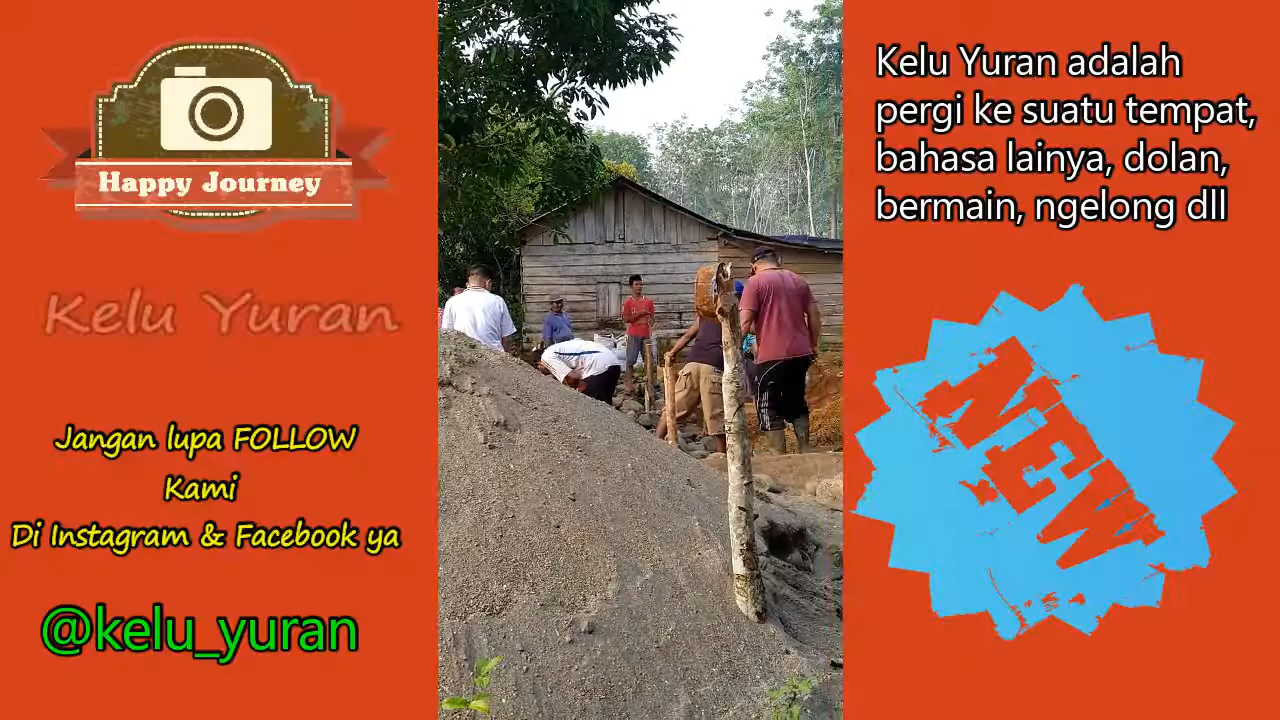 Happy Journey
Kelu Yuran
Jangan lupa FOLLOW
Kami
Di Instagram & Facebook ya
@kelu_yuran
Kelu Yuran adalah
pergi ke suatu tempat,
bahasa lainya, dolan,
bermain, ngelong dll
NEW